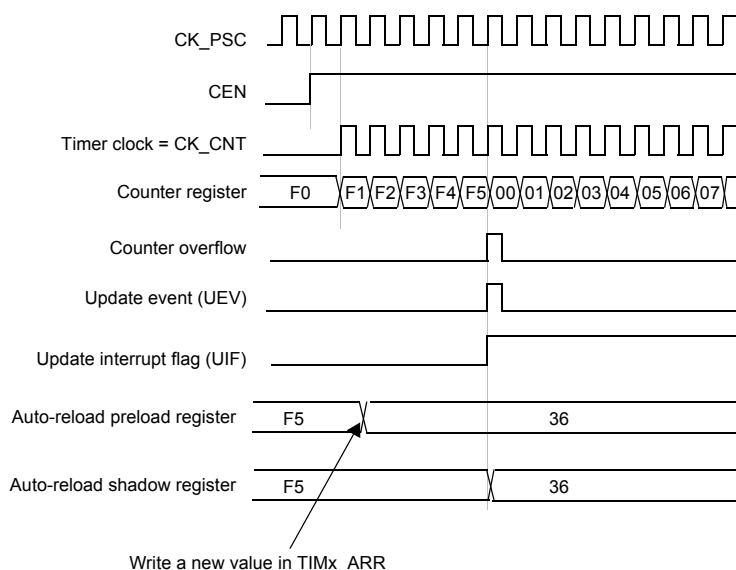 CK_PSC
CEN
Timer clock = CK_CNT
Counter register F0 F1 F2 F3 F4 F5 00 01 02 03 04 05 06 07
Counter overflow
Update event (UEV)
Update interrupt flag (UIF)
Auto-reload preload register F5 36
Auto-reload shadow register F5 36
Write a new value in TIMx_ARR